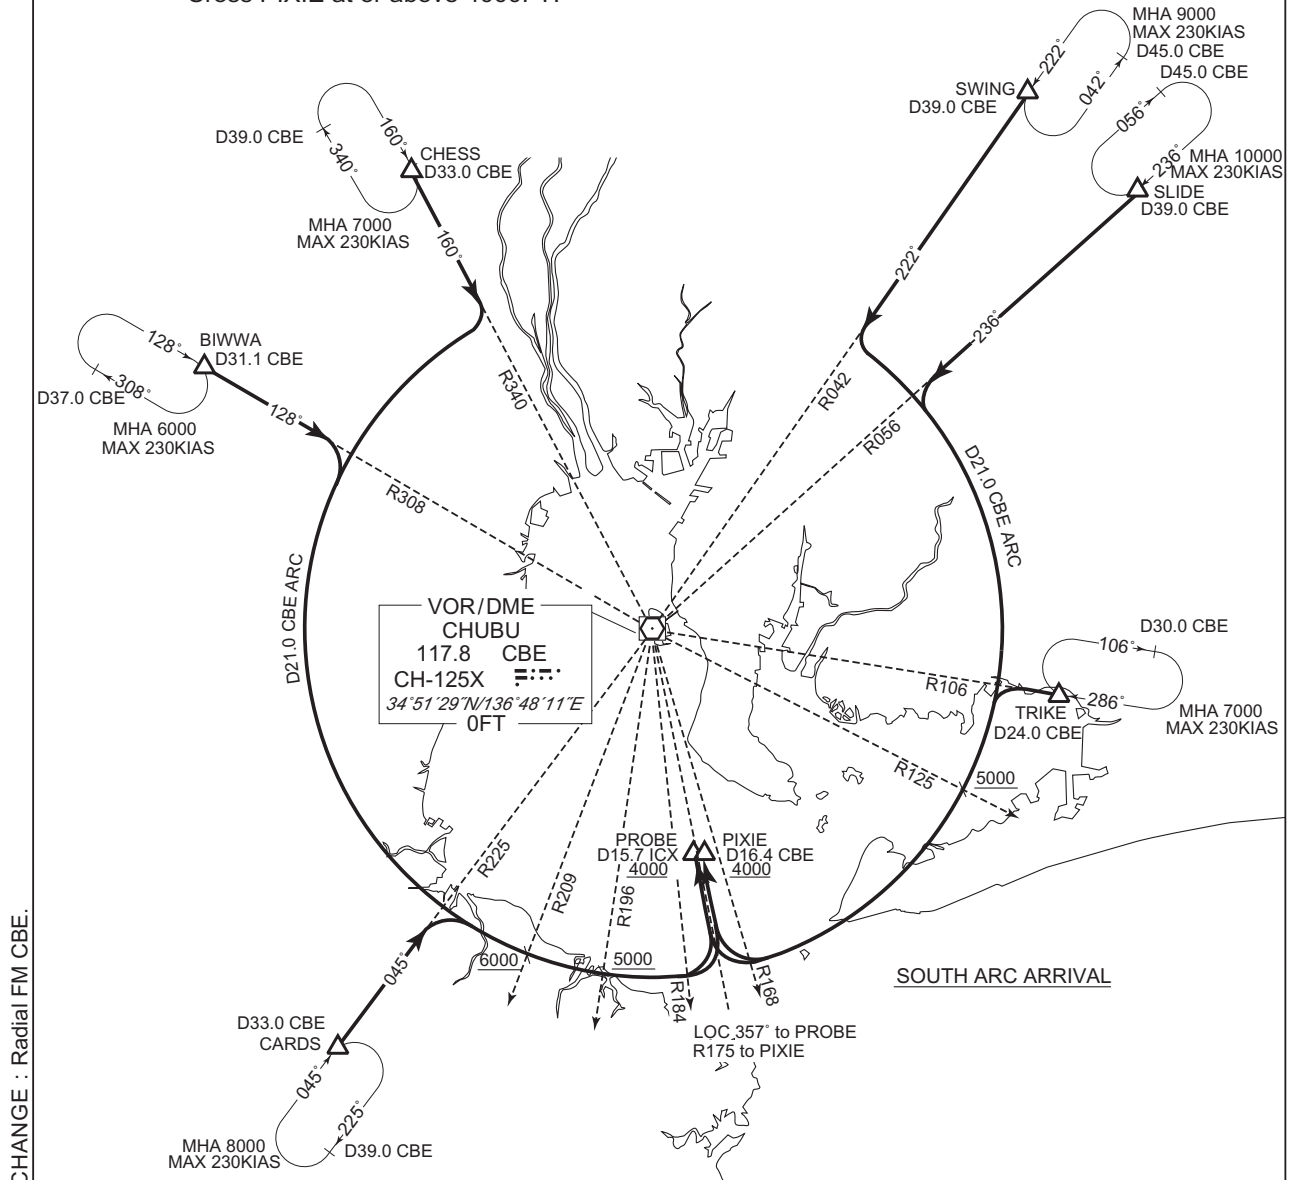 MHA 9000
MAX 230KIAS
D45.0 CBE
222°
042°
SWING
D39.0 CBE
D45.0 CBE
056°
236°
MHA 10000
MAX 230KIAS
SLIDE
D39.0 CBE
D39.0 CBE
160°
340°
CHESS
D33.0 CBE
MHA 7000
MAX 230KIAS
160°
222°
236°
BIWWA
D31.1 CBE
128°
308°
D37.0 CBE
MHA 6000
MAX 230KIAS
128°
R340
R042
R056
R308
D21.0 CBE ARC
D21.0 CBE ARC
VOR/DME
CHUBU
117.8 CBE
CH-125X
34°51′29″N/136°48′11″E
0FT
D30.0 CBE
106°
286°
R106
TRIKE
D24.0 CBE
MHA 7000
MAX 230KIAS
R125
5000
PROBE
D15.7 ICX
4000
PIXIE
D16.4 CBE
4000
R225
R209
R196
R184
R168
6000
5000
SOUTH ARC ARRIVAL
045°
D33.0 CBE
CARDS
LOC 357° to PROBE
R175 to PIXIE
045°
225°
D39.0 CBE
MHA 8000
MAX 230KIAS
CHANGE : Radial FM CBE.